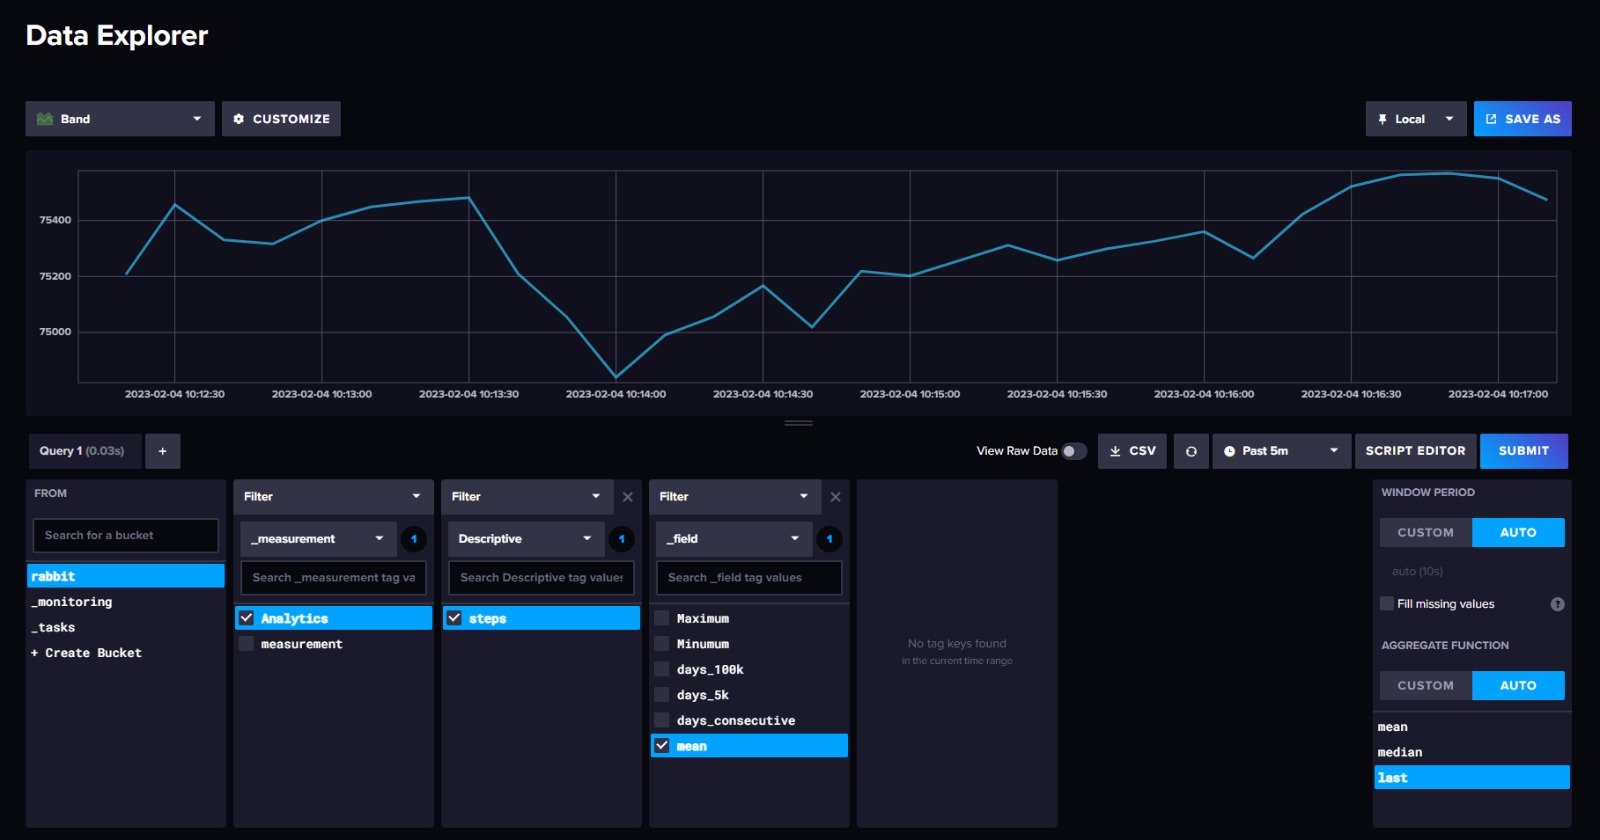 Data Explorer
Band
CUSTOMIZE
Local
SAVE AS
75400
75200
75000
2023-02-04 10:12:30
2023-02-04 10:13:00
2023-02-04 10:13:30
2023-02-04 10:14:00
2023-02-04 10:14:30
2023-02-04 10:15:00
2023-02-04 10:15:30
2023-02-04 10:16:00
2023-02-04 10:16:30
2023-02-04 10:17:00
Query 1 (0.03s)
+
View Raw Data
CSV
Past 5m
SCRIPT EDITOR
SUBMIT
FROM
Search for a bucket
rabbit
_monitoring
_tasks
+ Create Bucket
Filter
_measurement
1
Search _measurement tag va
Analytics
measurement
Filter
Descriptive
1
Search Descriptive tag values
steps
Filter
_field
1
Search _field tag values
Maximum
Minumum
days_100k
days_5k
days_consecutive
mean
No tag keys found
in the current time range
WINDOW PERIOD
CUSTOM
AUTO
auto (10s)
Fill missing values
?
AGGREGATE FUNCTION
CUSTOM
AUTO
mean
median
last